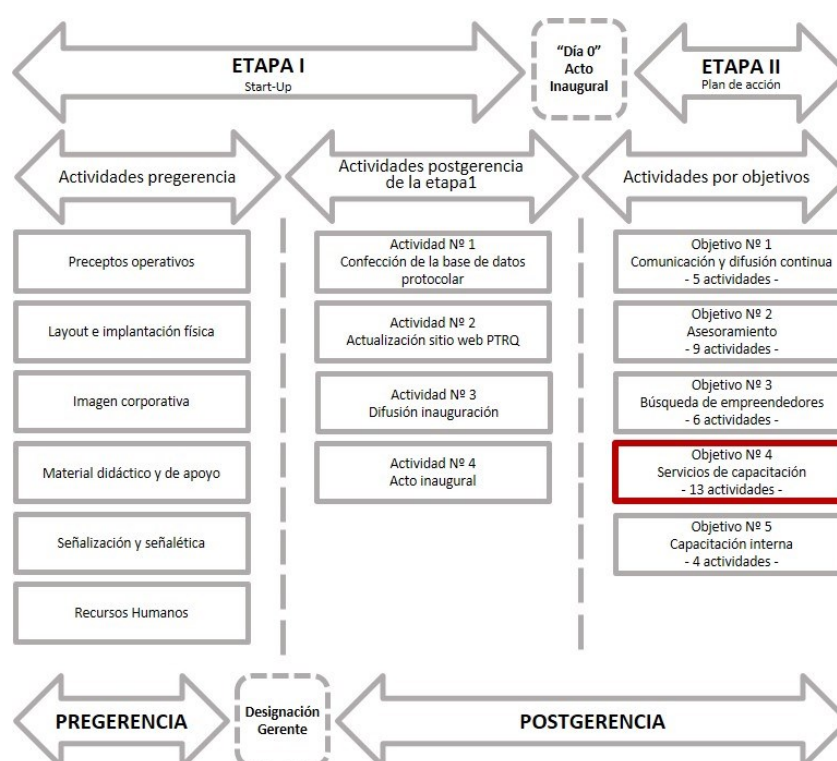 ETAPA I
Start-Up
“Día 0”
Acto
Inaugural
ETAPA II
Plan de acción
Actividades pregerencia
Actividades postgerencia
de la etapa1
Actividades por objetivos
Preceptos operativos
Layout e implantación física
Imagen corporativa
Material didáctico y de apoyo
Señalización y señalética
Recursos Humanos
Actividad Nº 1
Confección de la base de datos
protocolar
Actividad Nº 2
Actualización sitio web PTRQ
Actividad Nº 3
Difusión inauguración
Actividad Nº 4
Acto inaugural
Objetivo Nº 1
Comunicación y difusión continua
- 5 actividades -
Objetivo Nº 2
Asesoramiento
- 9 actividades -
Objetivo Nº 3
Búsqueda de emprendedores
- 6 actividades -
Objetivo Nº 4
Servicios de capacitación
- 13 actividades -
Objetivo Nº 5
Capacitación interna
- 4 actividades -
PREGERENCIA
Designación
Gerente
POSTGERENCIA